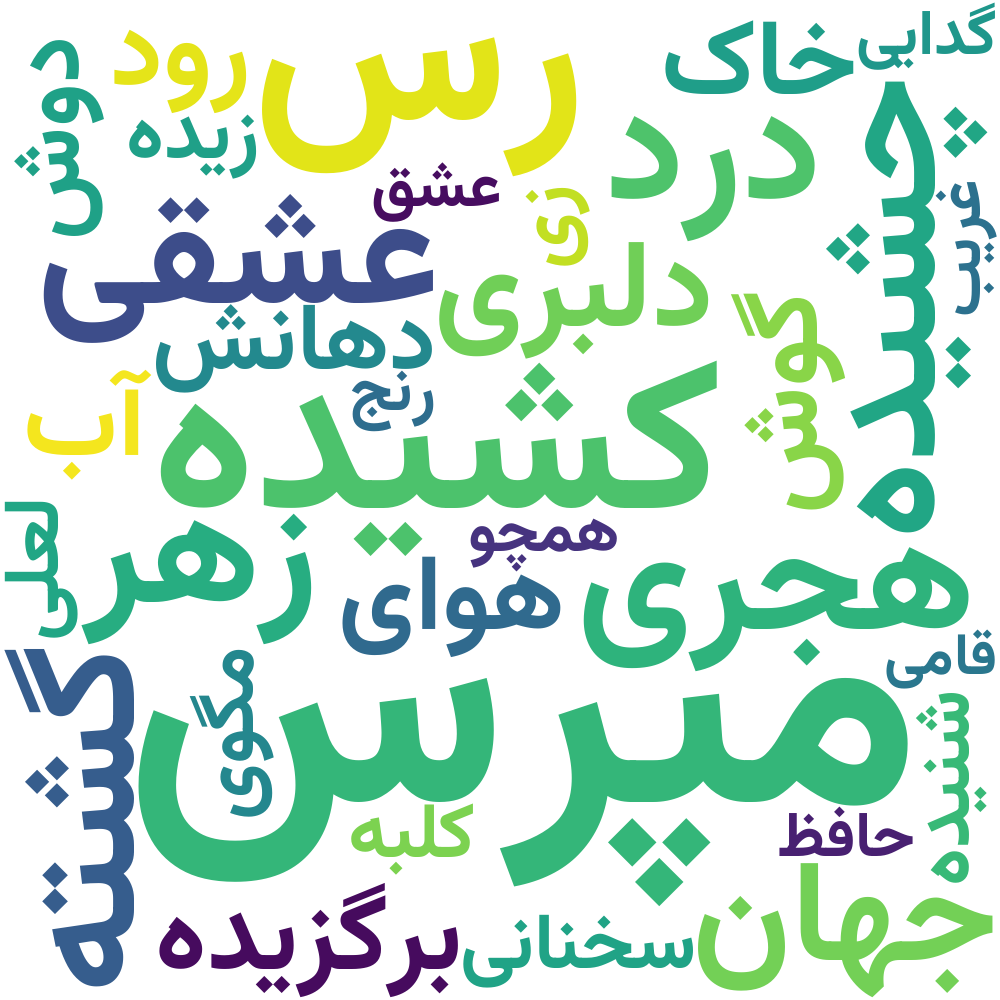 گدایی
خاک
رس
رود
دوش
زیده
درد
چشیده
عشق
زی
غریب
عشقی
دلبری
گوش
دهانش
رنج
آب
کشیده
همچو
لعلی
زهر
هوای
هجری
قامی
گشته
مگوی
مپرس
شنیده
کلبه
حافظ
جهان
برگزیده
سخنانی